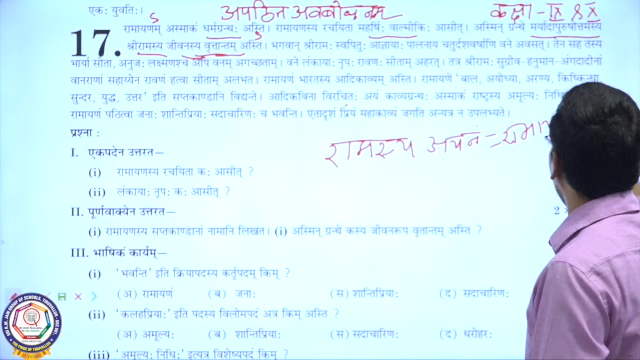 एकः युवतिः।
अपठित अवबोधनम्
कक्षा - IX & X
17. रामायणम् अस्माकं धर्मग्रन्थः अस्ति। रामायणस्य रचयिता महर्षिः वाल्मीकिः आसीत्। अस्मिन् ग्रन्थे मर्यादापुरुषोत्तमस्य
श्रीरामस्य जीवनस्य वृत्तान्तम् अस्ति। भगवान् श्रीरामः स्वपितुः आज्ञायाः पालनाय चतुर्दशवर्षाणि वने अवसत्। तेन सह तस्य
भार्या सीता, अनुजः लक्ष्मणश्च अपि वनम् अगच्छताम्। वने लंकायाः नृपः रावणः सीताम् अहरत्। तत्र श्रीरामः सुग्रीव-हनुमान्-अंगदादीनां
वानराणां सहाय्येन रावणं हत्वा सीताम् अलभत। रामायणं भारतस्य आदिकाव्यम् अस्ति। रामायणे 'बाल, अयोध्या, अरण्य, किष्किन्धा
सुन्दर, युद्ध, उत्तर' इति सप्तकाण्डानि विद्यन्ते। आदिकविना विरचितः अयं काव्यग्रन्थः अस्माकं राष्ट्रस्य अमूल्यः निधिः
रामायणं पठित्वा जनः शान्तिप्रियः सदाचारिणः च भवन्ति। एतादृशं प्रियं महाकाव्यं जगति अन्यत्र न उपलभ्यते।
प्रश्नाः
रामस्य अयन =
I. एकपदेन उत्तरत–
(i) रामायणस्य रचयिता कः आसीत् ?
(ii) लंकायाः नृपः कः आसीत् ?
II. पूर्णवाक्येन उत्तरत–
2
(i) रामायणस्य सप्तकाण्डानां नामानि लिखत। (i) अस्मिन् ग्रन्थे कस्य जीवनरूप वृत्तान्तम् अस्ति ?
III. भाषिकं कार्यम्–
(i) 'भवन्ति' इति क्रियापदस्य कर्तृपदम् किम् ?
(अ) रामायणं (ब) जनाः (स) शान्तिप्रियाः (द) सदाचारिणः
(ii) 'कलहप्रियाः' इति पदस्य विलोमपदं अत्र किम् अस्ति ?
(अ) अमूल्यः (ब) शान्तिप्रियाः (स) सदाचारिणः (द) धरोहरः
(iii) 'अमूल्यः निधिः' इत्यत्र विशेष्यपदं किम् ?